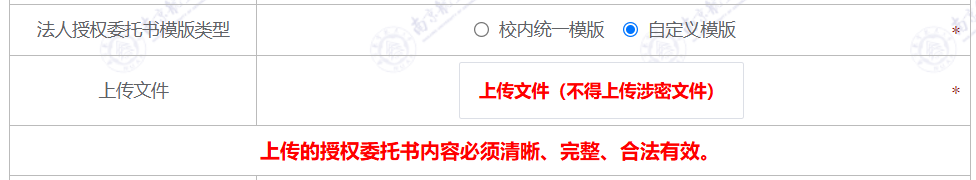 法人授权委托书模版类型 校内统一模版 自定义模版 *
上传文件 上传文件（不得上传涉密文件） *
上传的授权委托书内容必须清晰、完整、合法有效。